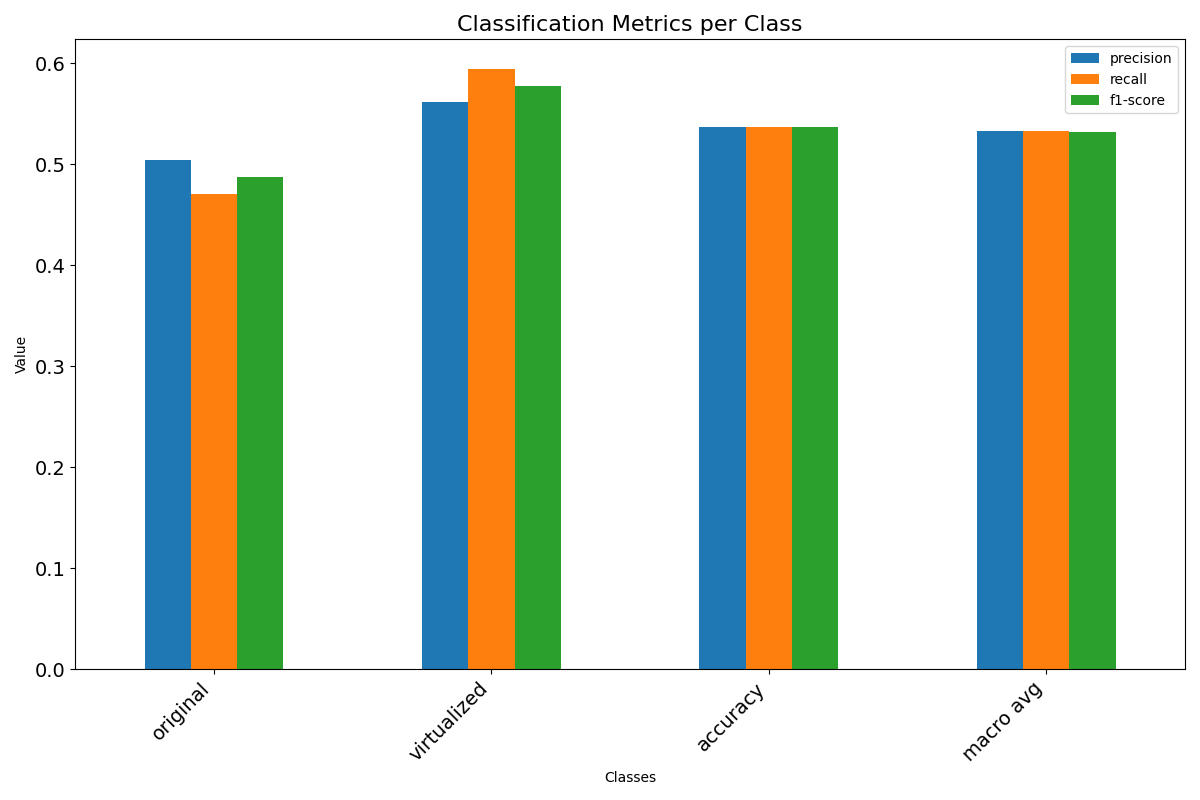 Classification Metrics per Class
precision
recall
f1-score
0.6
0.5
0.4
0.3
0.2
0.1
0.0
Value
original
virtualized
accuracy
macro avg
Classes